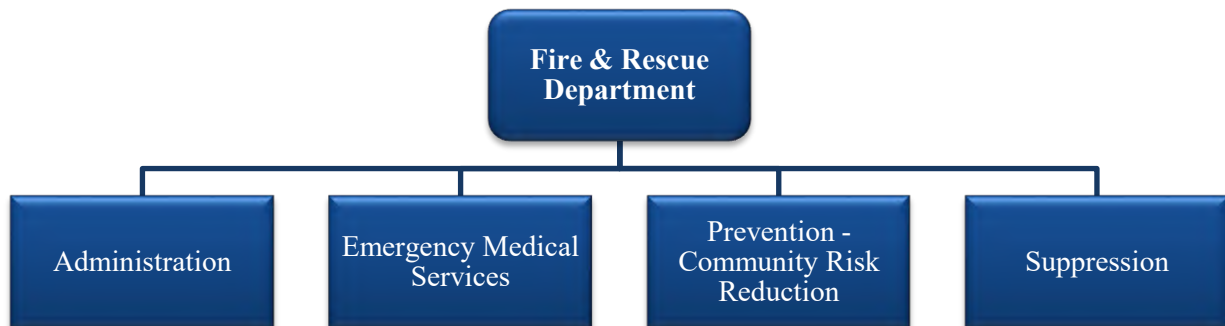 Fire & Rescue
Department
Administration
Emergency Medical
Services
Prevention -
Community Risk
Reduction
Suppression